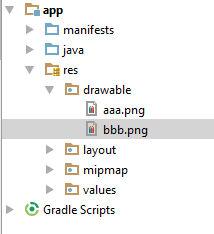 app
manifests
java
res
drawable
aaa.png
bbb.png
layout
mipmap
values
Gradle Scripts